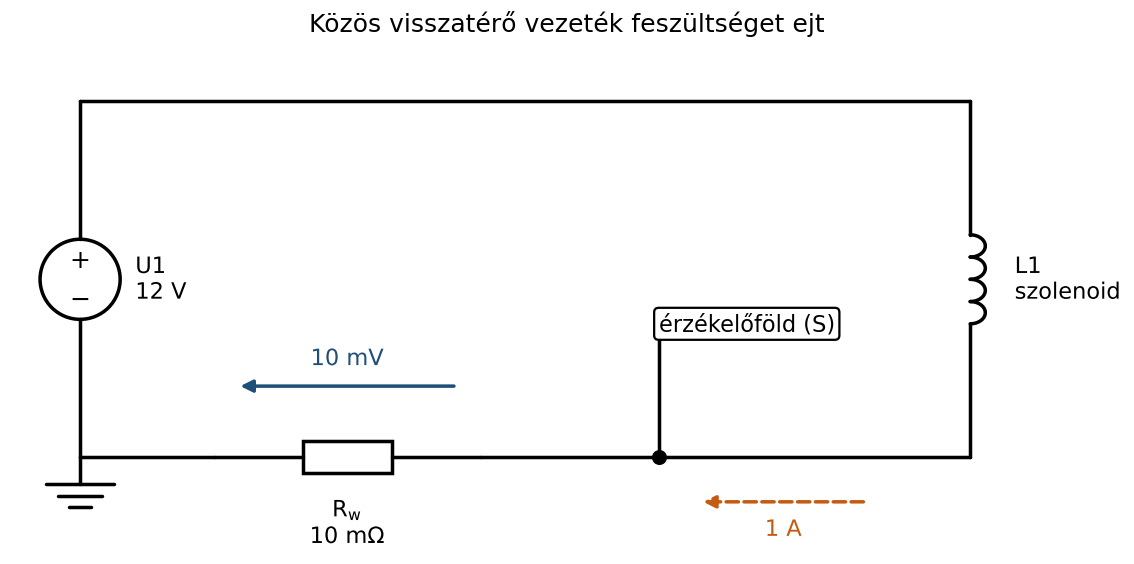 Közös visszatérő vezeték feszültséget ejt
+
−
U1
12 V
L1
szolenoid
érzékelőföld (S)
10 mV
Rw
10 mΩ
1 A